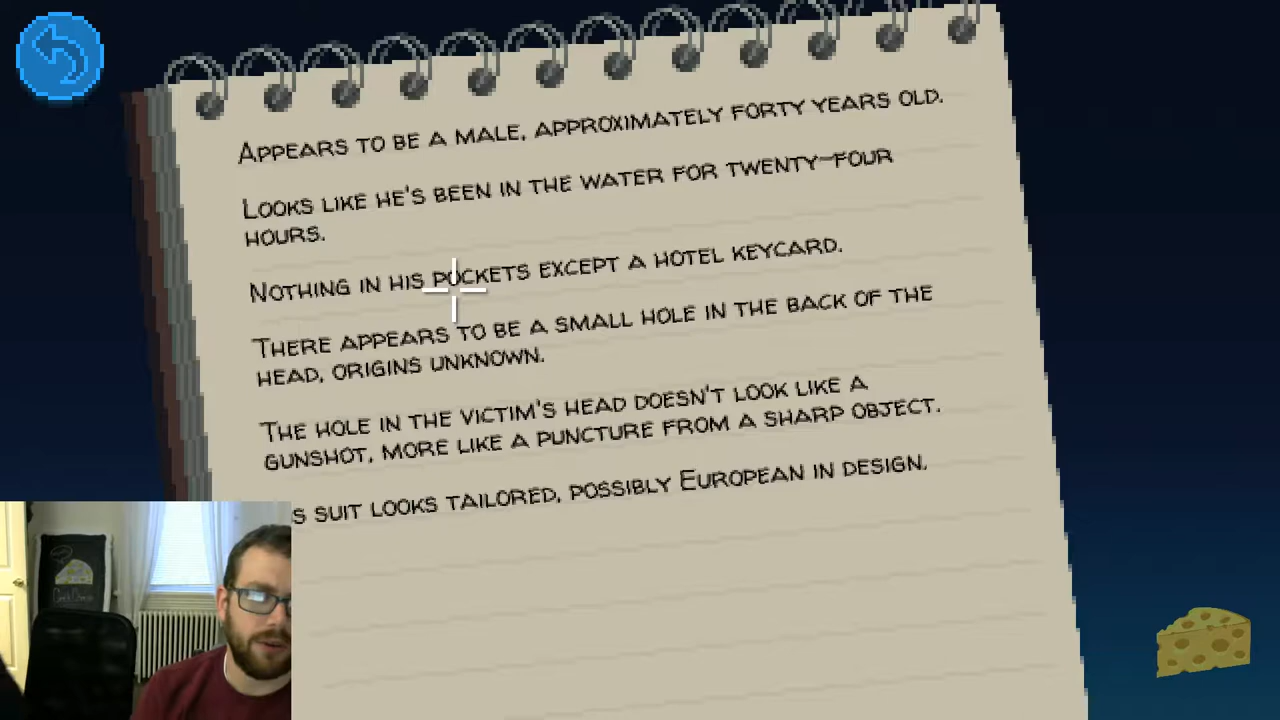 Appears to be a male, approximately forty years old.
Looks like he's been in the water for twenty-four
hours.
Nothing in his pockets except a hotel keycard.
There appears to be a small hole in the back of the
head, origins unknown.
The hole in the victim's head doesn't look like a
gunshot, more like a puncture from a sharp object.
s suit looks tailored, possibly European in design.